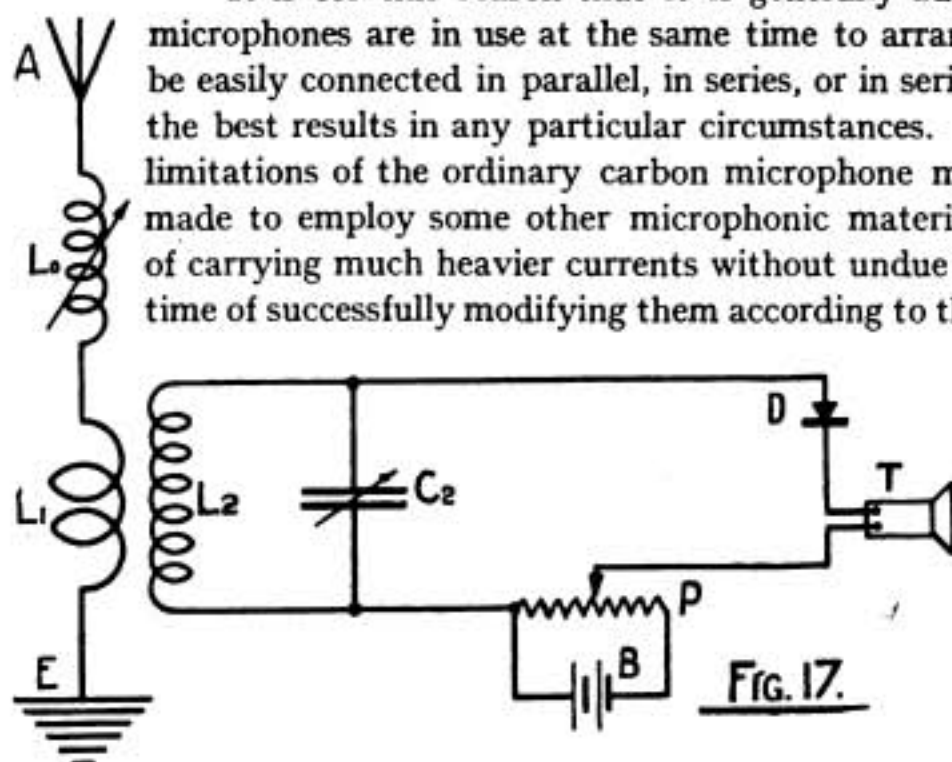 microphones are in use at the same time to
be easily connected in parallel, in series, or in
the best results in any particular circumstances.
limitations of the ordinary carbon microphone
made to employ some other microphonic
of carrying much heavier currents without undue
time of successfully modifying them according to
A
L₀
L₁
L₂
C₂
D
T
P
B
E
FIG. 17.